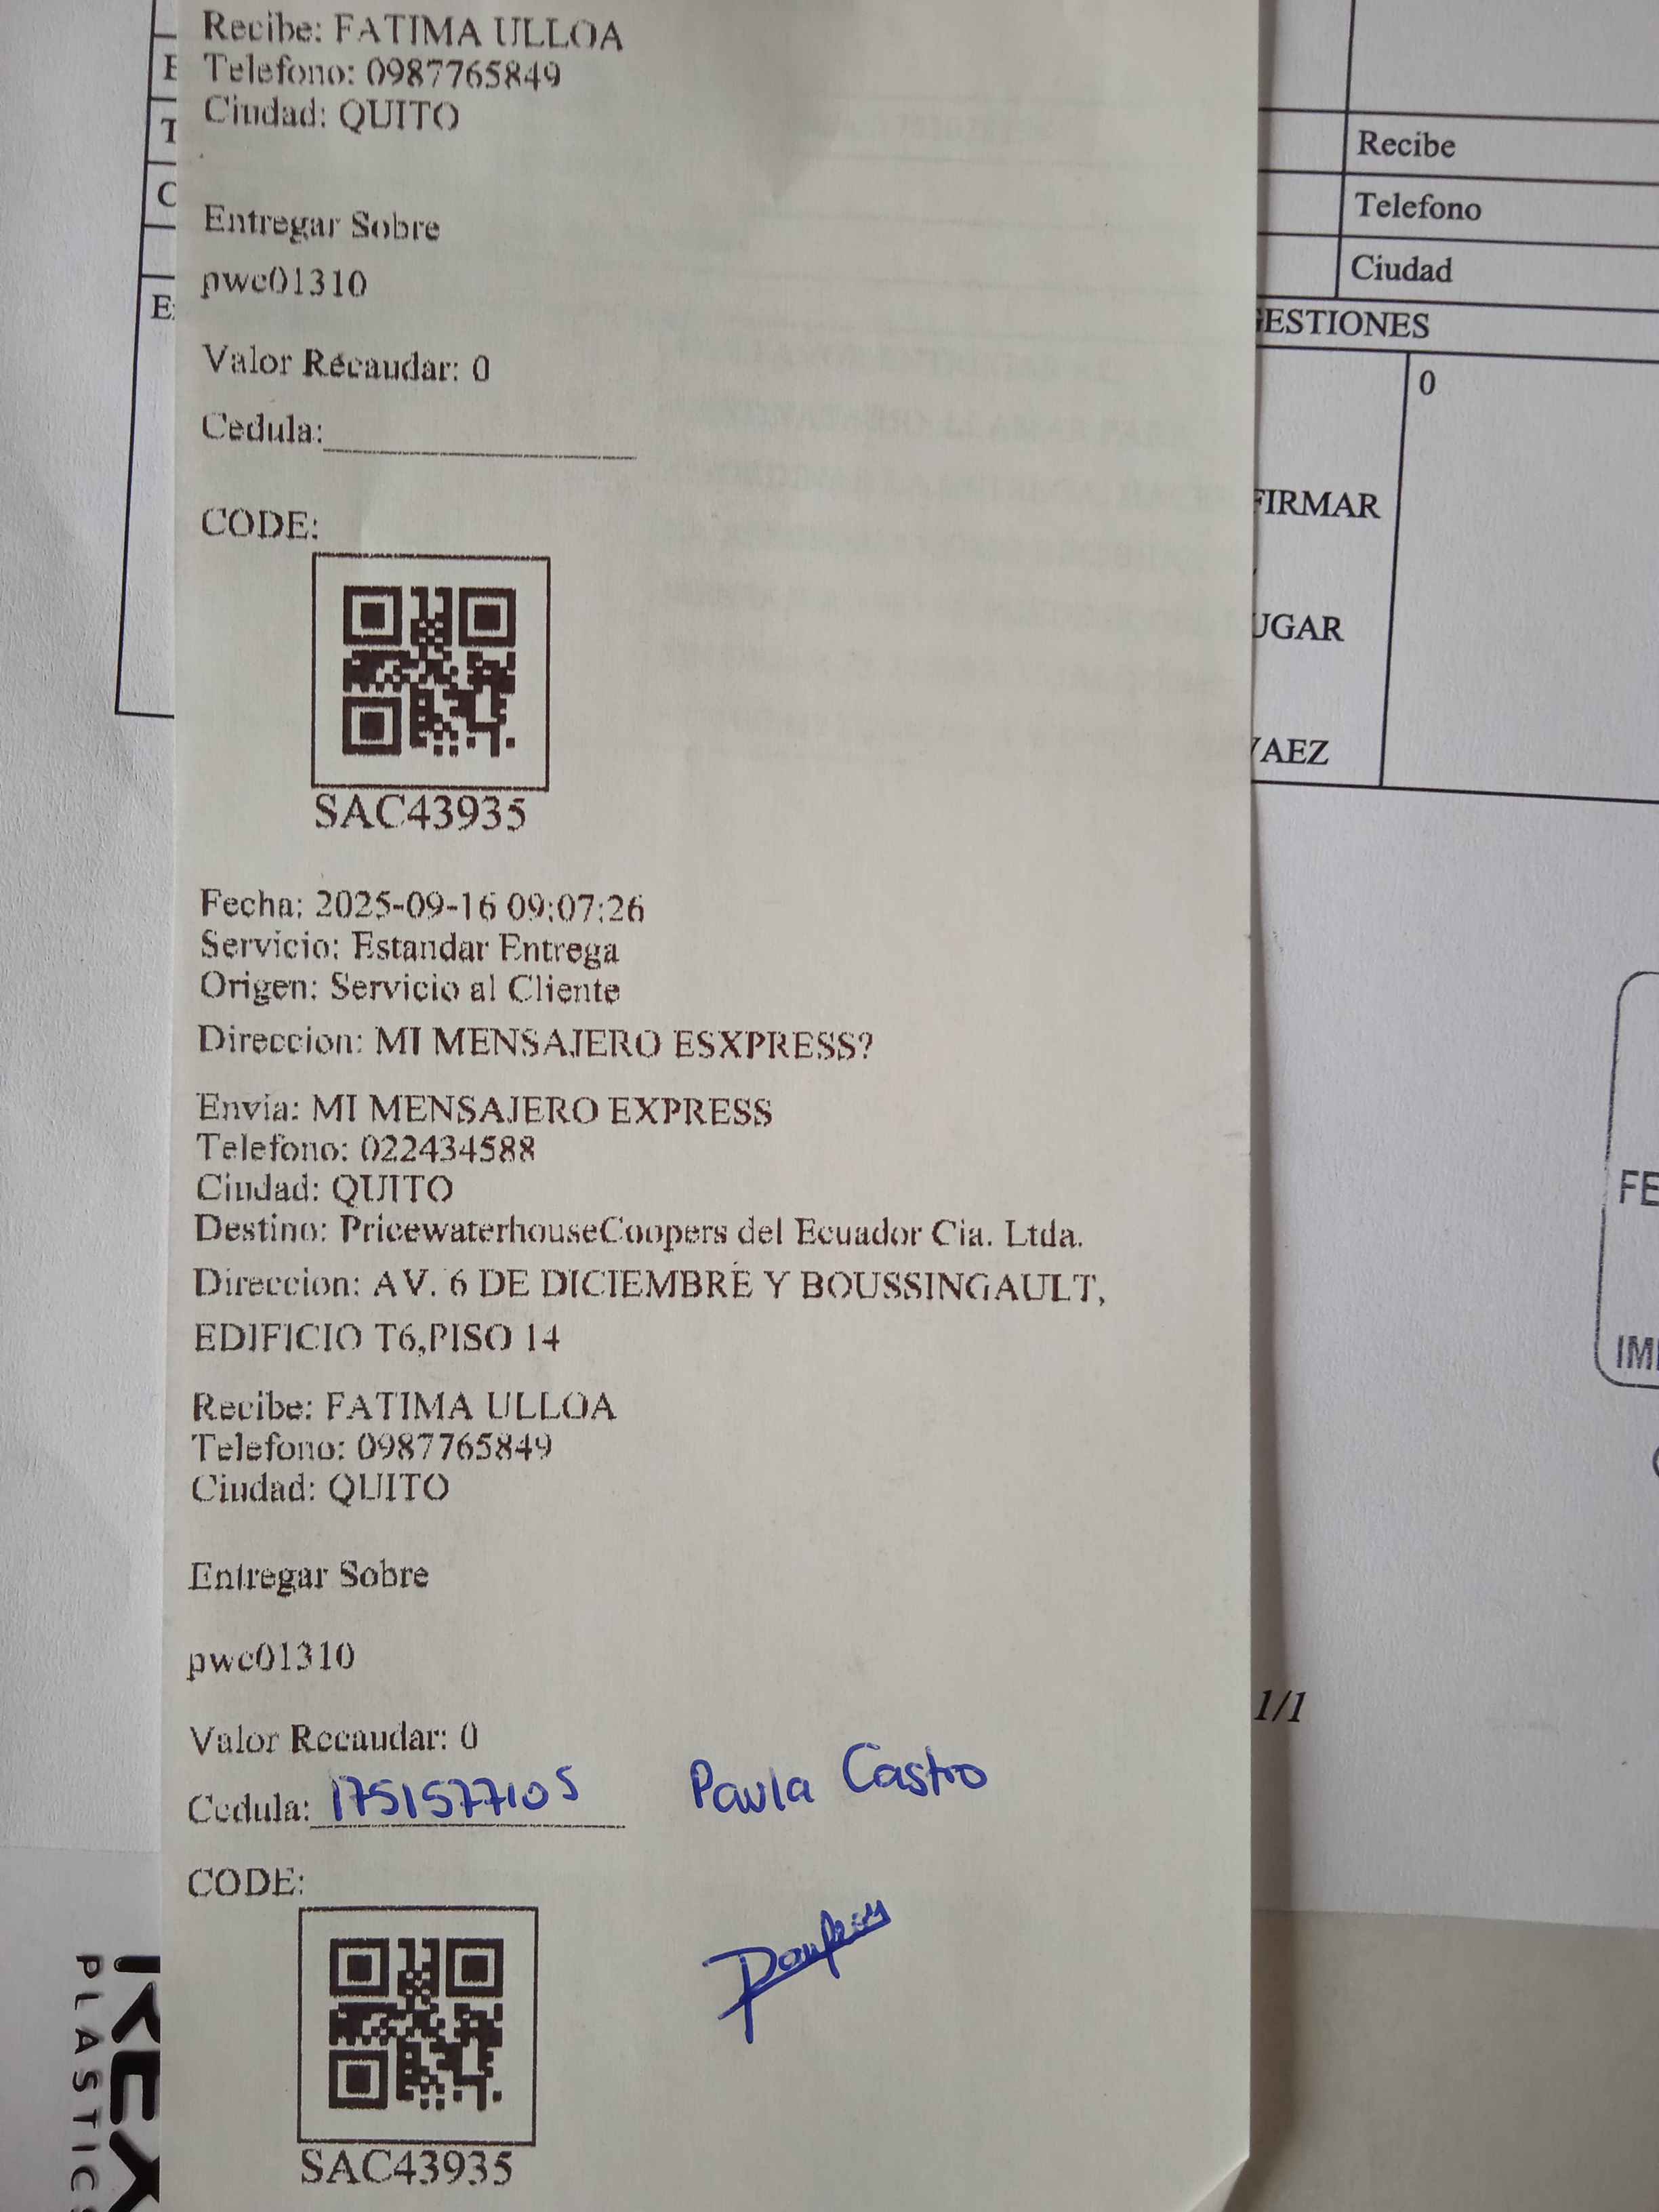 Recibe: FATIMA ULLOA
Telefono: 0987765849
Ciudad: QUITO
Entregar Sobre
pwc01310
Valor Recaudar: 0
Cedula:
CODE:
SAC43935
Fecha: 2025-09-16 09:07:26
Servicio: Estandar Entrega
Origen: Servicio al Cliente
Direccion: MI MENSAJERO ESXPRESS?
Envia: MI MENSAJERO EXPRESS
Telefono: 022434588
Ciudad: QUITO
Destino: PricewaterhouseCoopers del Ecuador Cia. Ltda.
Direccion: AV. 6 DE DICIEMBRE Y BOUSSINGAULT,
EDIFICIO T6,PISO 14
Recibe: FATIMA ULLOA
Telefono: 0987765849
Ciudad: QUITO
Entregar Sobre
pwc01310
Valor Recaudar: 0
Cedula: 1751577105 Paula Castro
CODE:
SAC43935
Recibe
Telefono
Ciudad
GESTIONES
0
FIRMAR
UGAR
VAEZ
FE
IM
1/1
REX
PLASTICS